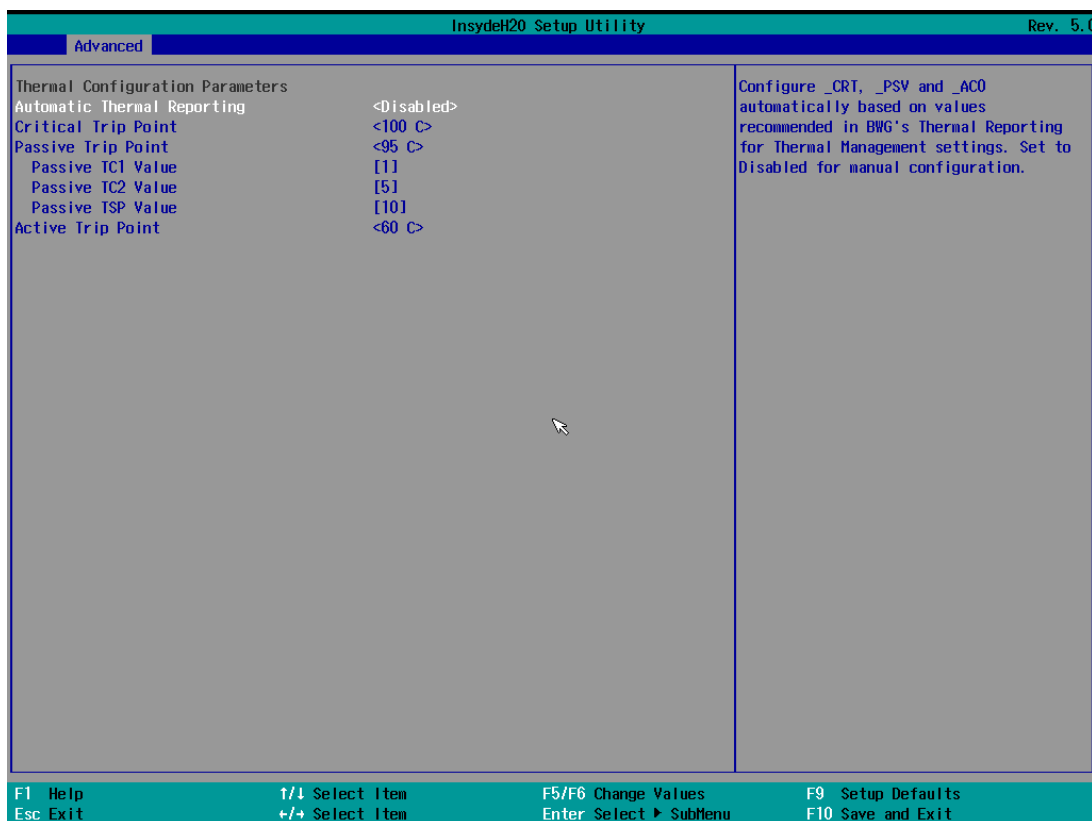 InsydeH20 Setup Utility Rev. 5.0
Advanced
Thermal Configuration Parameters
Automatic Thermal Reporting <Disabled>
Critical Trip Point <100 C>
Passive Trip Point <95 C>
Passive TC1 Value [1]
Passive TC2 Value [5]
Passive TSP Value [10]
Active Trip Point <60 C>
Configure _CRT, _PSV and _AC0
automatically based on values
recommended in BWG's Thermal Reporting
for Thermal Management settings. Set to
Disabled for manual configuration.
F1 Help ↑/↓ Select Item F5/F6 Change Values F9 Setup Defaults
Esc Exit ←/→ Select Item Enter Select ▶ SubMenu F10 Save and Exit